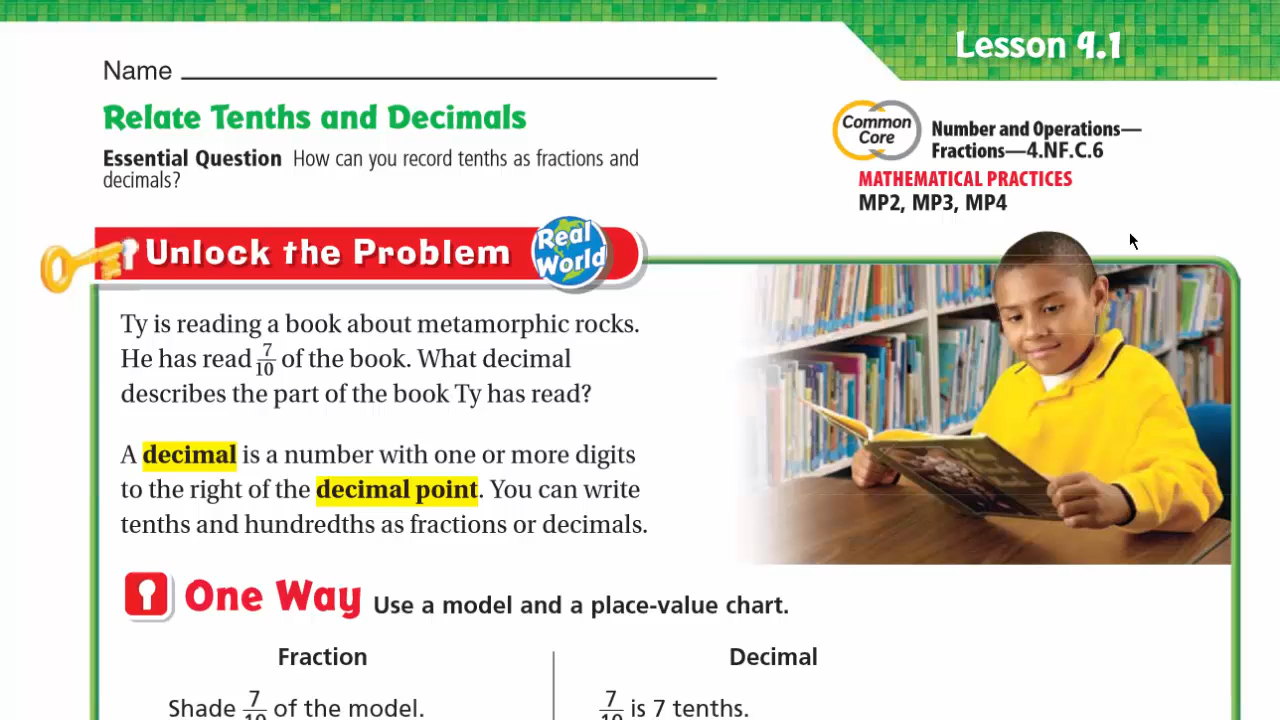 Lesson 9.1
Name
Relate Tenths and Decimals
Essential Question How can you record tenths as fractions and
decimals?
Common
Core
Number and Operations—
Fractions—4.NF.C.6
MATHEMATICAL PRACTICES
MP2, MP3, MP4
Unlock the Problem
Real
World
Ty is reading a book about metamorphic rocks.
He has read 7/10 of the book. What decimal
describes the part of the book Ty has read?
A decimal is a number with one or more digits
to the right of the decimal point. You can write
tenths and hundredths as fractions or decimals.
One Way Use a model and a place-value chart.
Fraction
Shade 7/10 of the model.
Decimal
7/10 is 7 tenths.